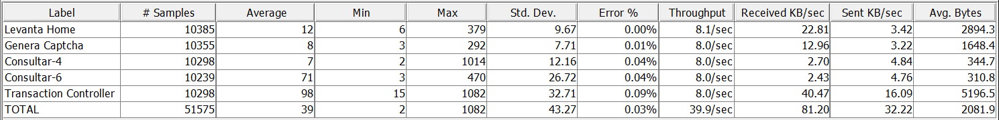 Label # Samples Average Min Max Std. Dev. Error % Throughput Received KB/sec Sent KB/sec Avg. Bytes
Levanta Home 10385 12 6 379 9.67 0.00% 8.1/sec 22.81 3.42 2894.3
Genera Captcha 10355 8 3 292 7.71 0.01% 8.0/sec 12.96 3.22 1648.4
Consultar-4 10298 7 2 1014 12.16 0.04% 8.0/sec 2.70 4.84 344.7
Consultar-6 10239 71 3 470 26.72 0.04% 8.0/sec 2.43 4.76 310.8
Transaction Controller 10298 98 15 1082 32.71 0.09% 8.0/sec 40.47 16.09 5196.5
TOTAL 51575 39 2 1082 43.27 0.03% 39.9/sec 81.20 32.22 2081.9